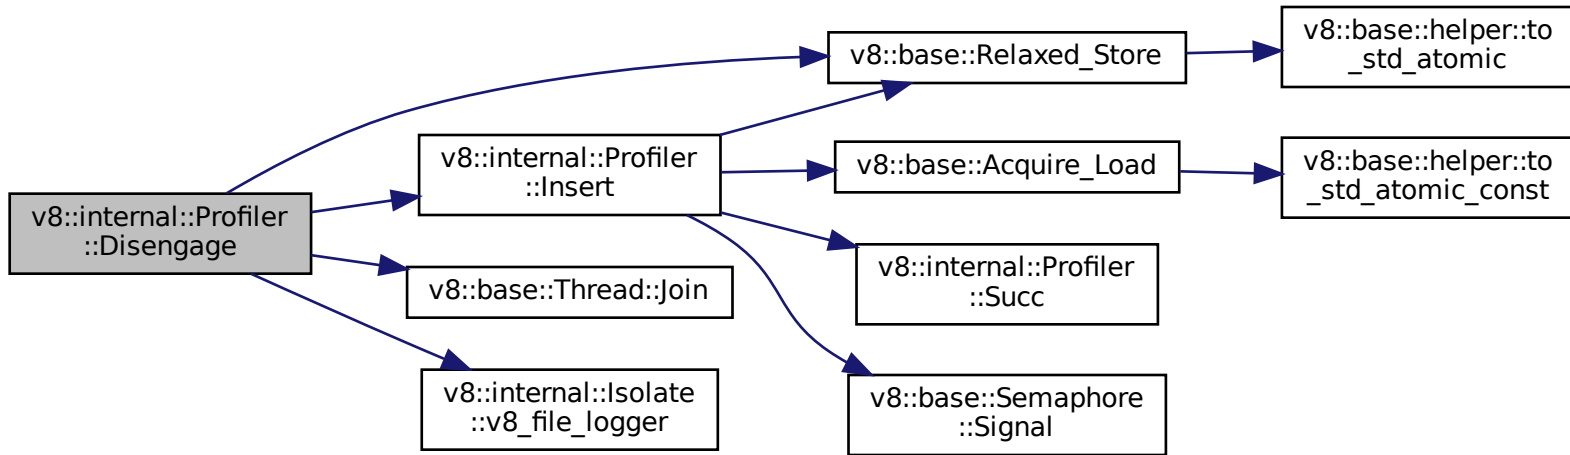 v8::internal::Profiler
::Disengage
v8::internal::Profiler
::Insert
v8::base::Thread::Join
v8::internal::Isolate
::v8_file_logger
v8::base::Relaxed_Store
v8::base::Acquire_Load
v8::internal::Profiler
::Succ
v8::base::Semaphore
::Signal
v8::base::helper::to
_std_atomic
v8::base::helper::to
_std_atomic_const